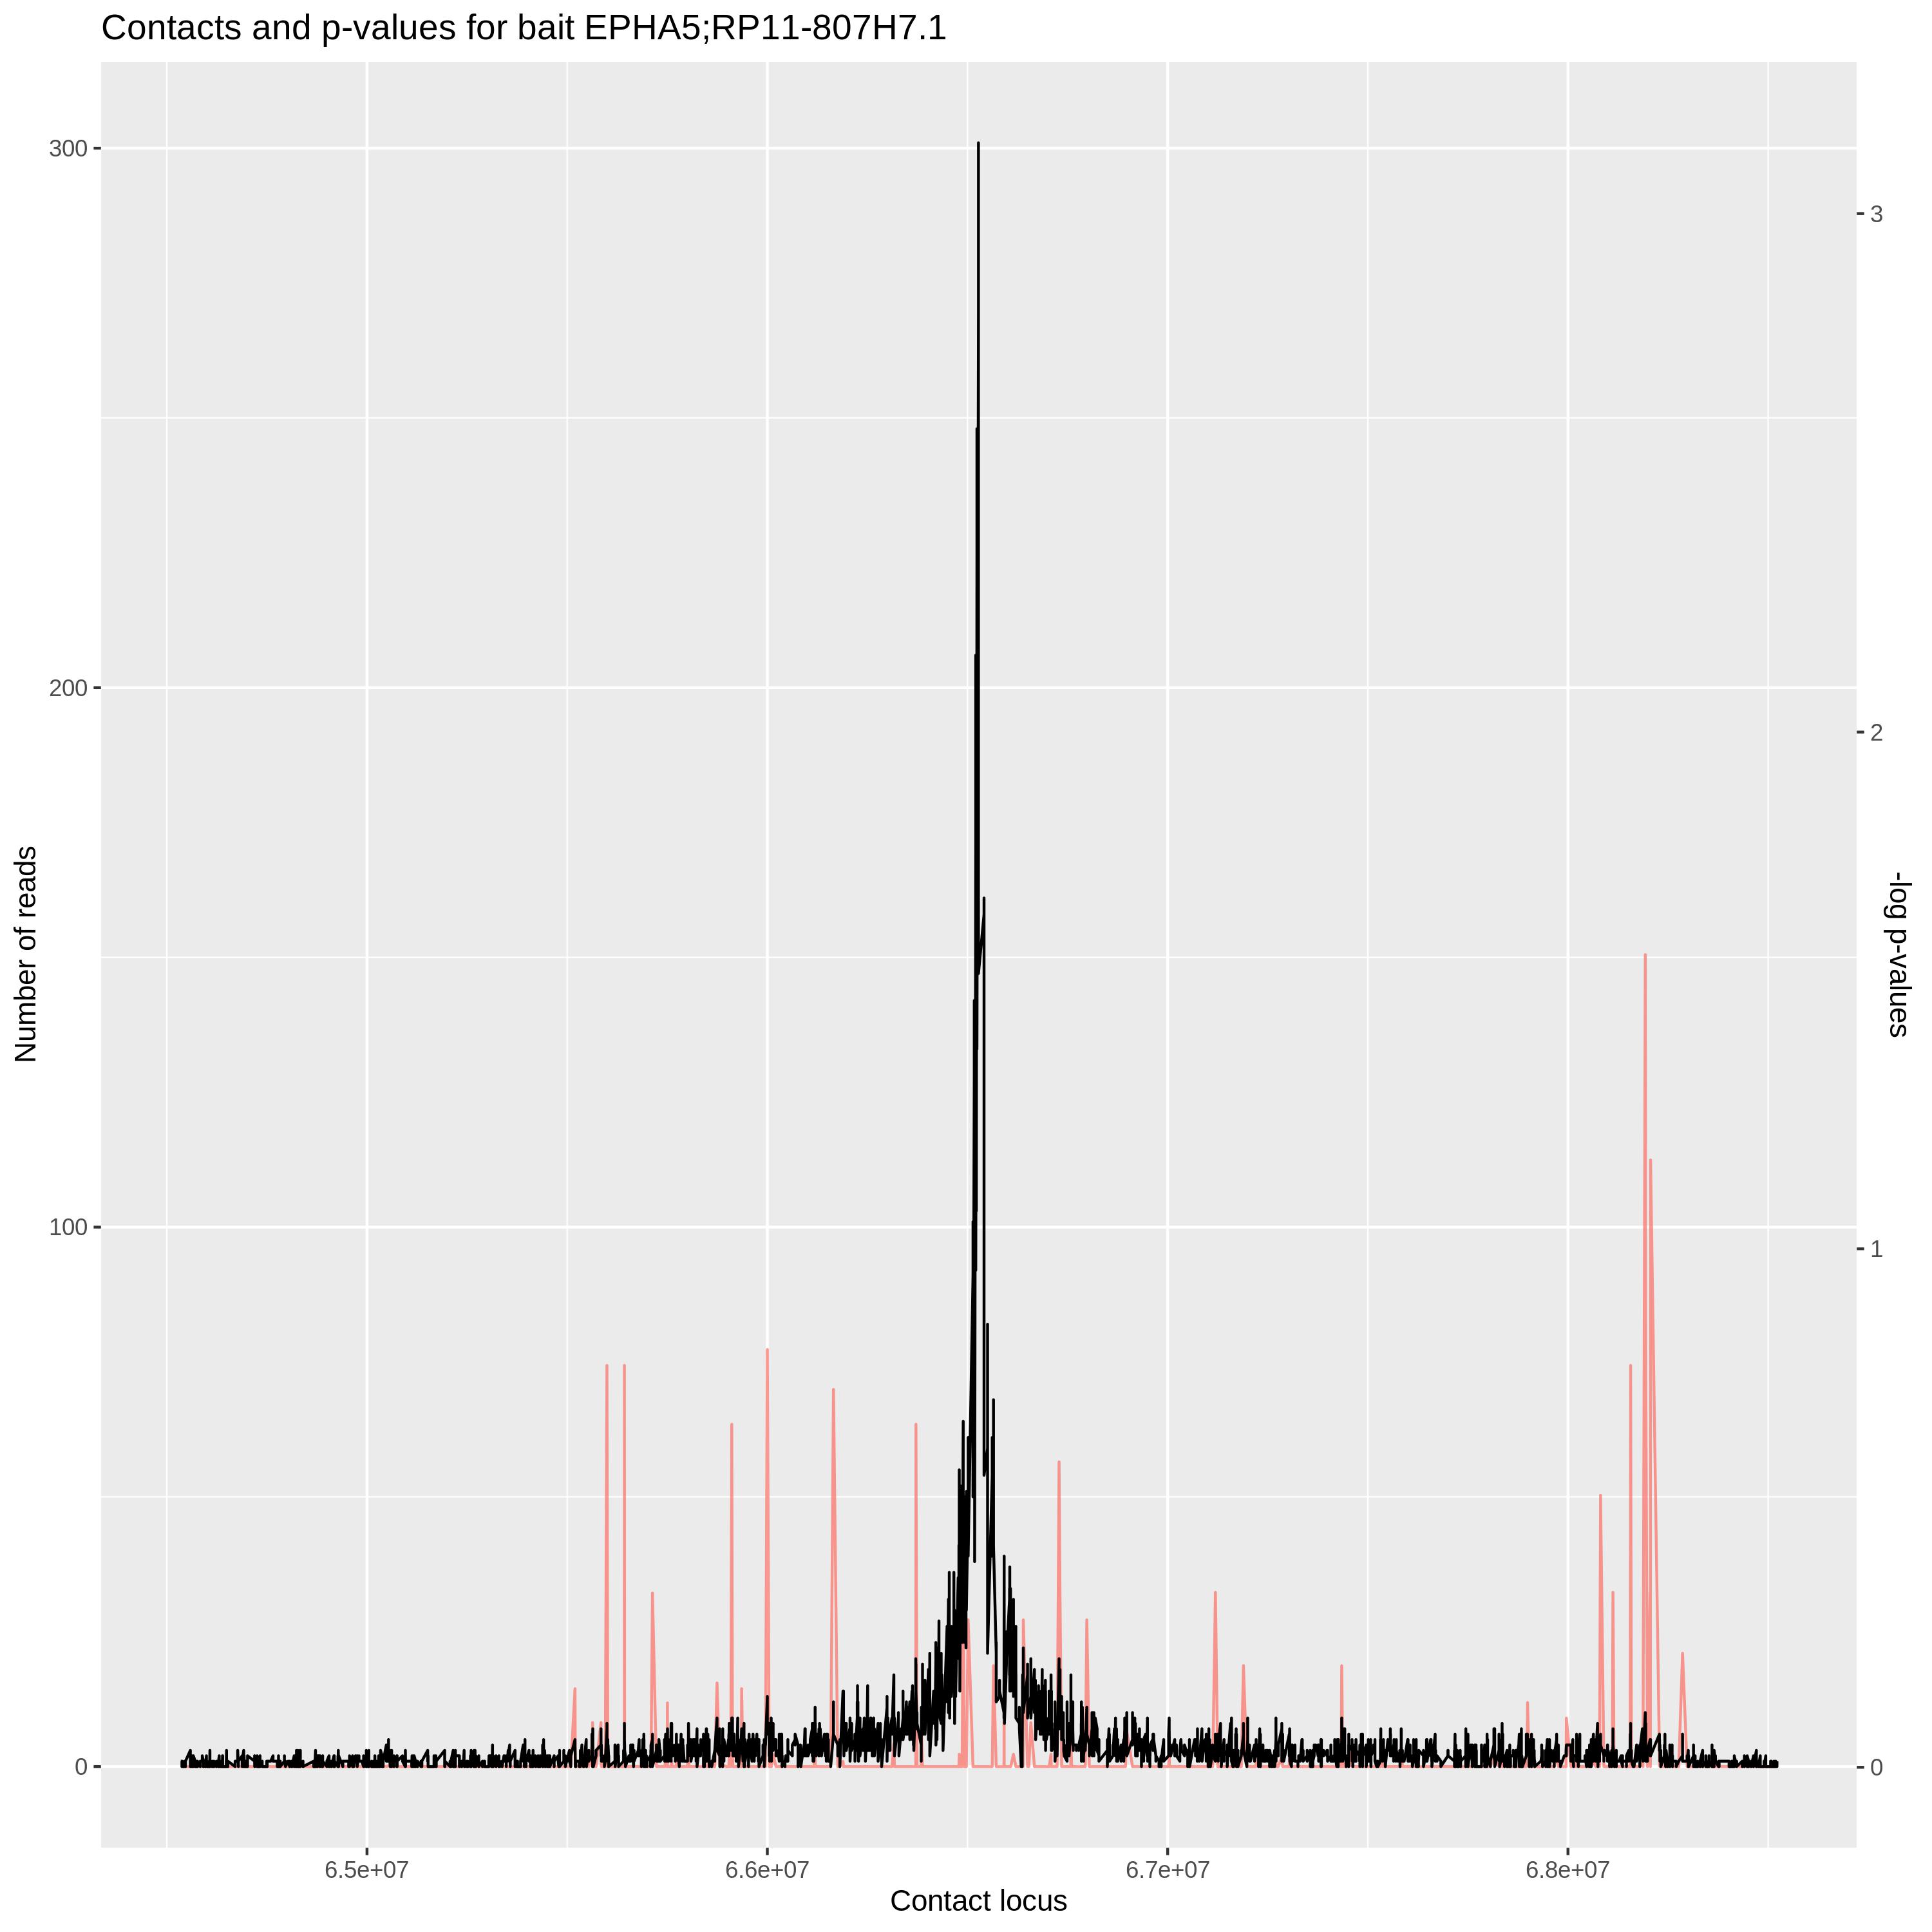 Contacts and p-values for bait EPHA5;RP11-807H7.1
300
200
100
0
Number of reads
3
2
1
0
-log p-values
6.5e+07
6.6e+07
6.7e+07
6.8e+07
Contact locus